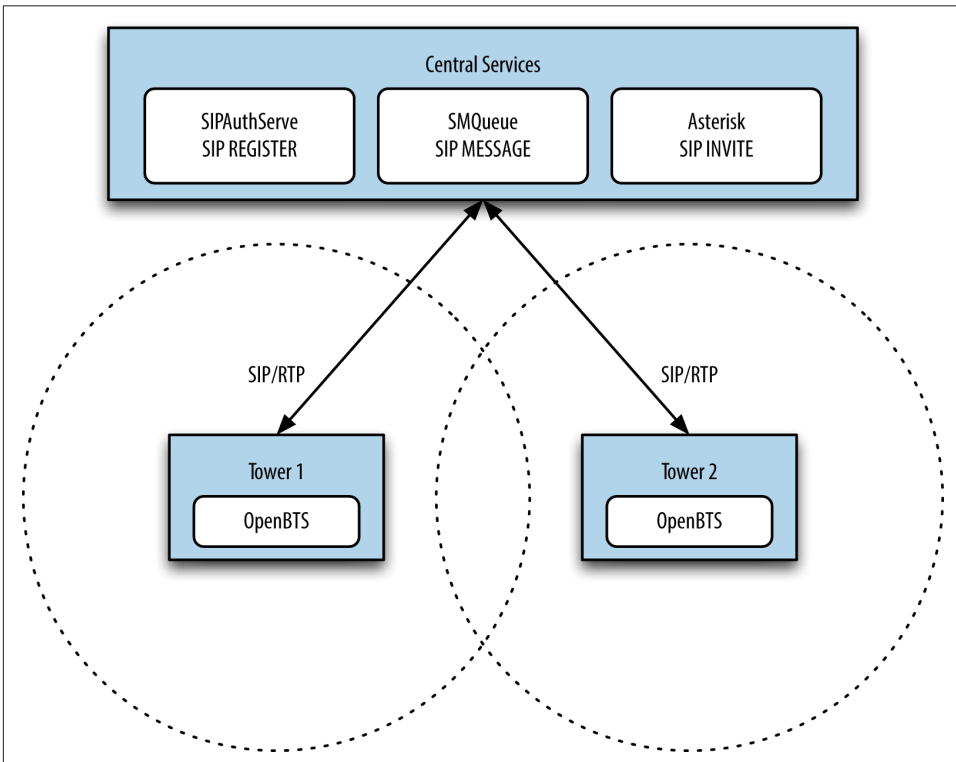 Central Services
SIPAuthServe
SIP REGISTER
SMQueue
SIP MESSAGE
Asterisk
SIP INVITE
SIP/RTP
SIP/RTP
Tower 1
OpenBTS
Tower 2
OpenBTS